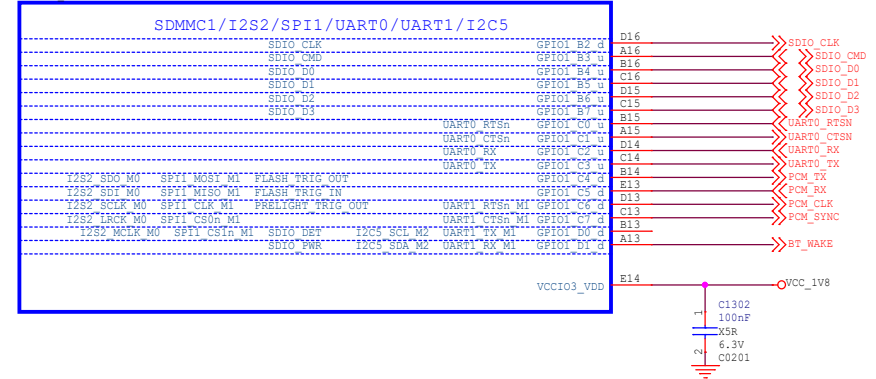 SDMMC1/I2S2/SPI1/UART0/UART1/I2C5
SDIO_CLK GPIO1_B2_d D16 SDIO_CLK
SDIO_CMD GPIO1_B3_u A16 SDIO_CMD
SDIO_D0 GPIO1_B4_u B16 SDIO_D0
SDIO_D1 GPIO1_B5_u C16 SDIO_D1
SDIO_D2 GPIO1_B6_u D15 SDIO_D2
SDIO_D3 GPIO1_B7_u C15 SDIO_D3
UART0_RTSn GPIO1_C0_u B15 UART0_RTSN
UART0_CTSn GPIO1_C1_u A15 UART0_CTSN
UART0_RX GPIO1_C2_u D14 UART0_RX
UART0_TX GPIO1_C3_u C14 UART0_TX
I2S2_SDO_M0 SPI1_MOSI_M1 FLASH_TRIG_OUT GPIO1_C4_d B14 PCM_TX
I2S2_SDI_M0 SPI1_MISO_M1 FLASH_TRIG_IN GPIO1_C5_d E13 PCM_RX
I2S2_SCLK_M0 SPI1_CLK_M1 PRELIGHT_TRIG_OUT UART1_RTSn_M1 GPIO1_C6_d D13 PCM_CLK
I2S2_LRCK_M0 SPI1_CS0n_M1 UART1_CTSn_M1 GPIO1_C7_d C13 PCM_SYNC
I2S2_MCLK_M0 SPI1_CS1n_M1 SDIO_DET I2C5_SCL_M2 UART1_TX_M1 GPIO1_D0_d B13
SDIO_PWR I2C5_SDA_M2 UART1_RX_M1 GPIO1_D1_d A13 BT_WAKE
VCCIO3_VDD E14 VCC_1V8
1 C1302
100nF
X5R
6.3V
2 C0201